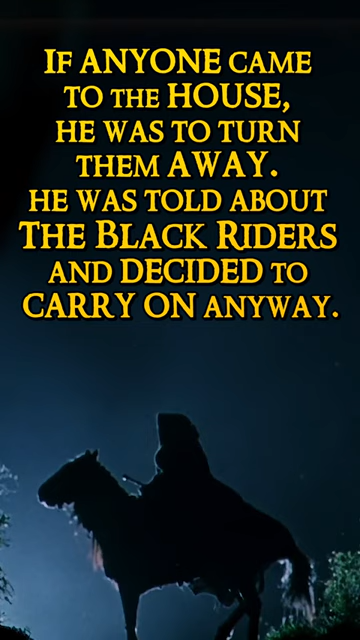 IF ANYONE CAME
TO THE HOUSE,
HE WAS TO TURN
THEM AWAY.
HE WAS TOLD ABOUT
THE BLACK RIDERS
AND DECIDED TO
CARRY ON ANYWAY.